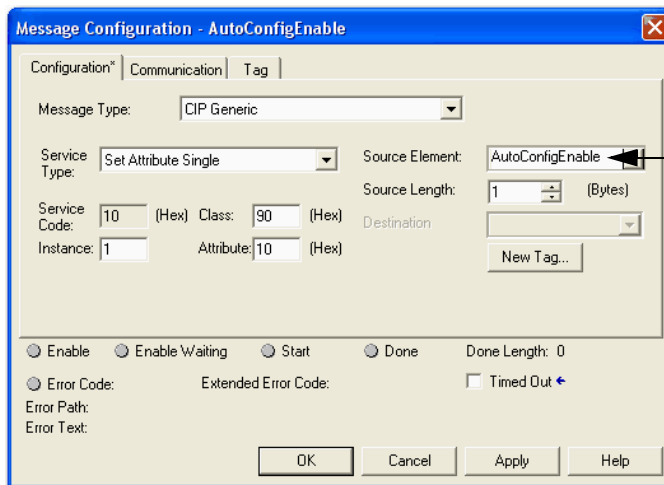 Message Configuration - AutoConfigEnable
Configuration* Communication Tag
Message Type: CIP Generic
Service Type: Set Attribute Single
Source Element: AutoConfigEnable
Source Length: 1 (Bytes)
Service Code: 10 (Hex) Class: 90 (Hex)
Destination
Instance: 1 Attribute: 10 (Hex)
New Tag...
Enable Enable Waiting Start Done Done Length: 0
Error Code: Extended Error Code: Timed Out
Error Path:
Error Text:
OK Cancel Apply Help